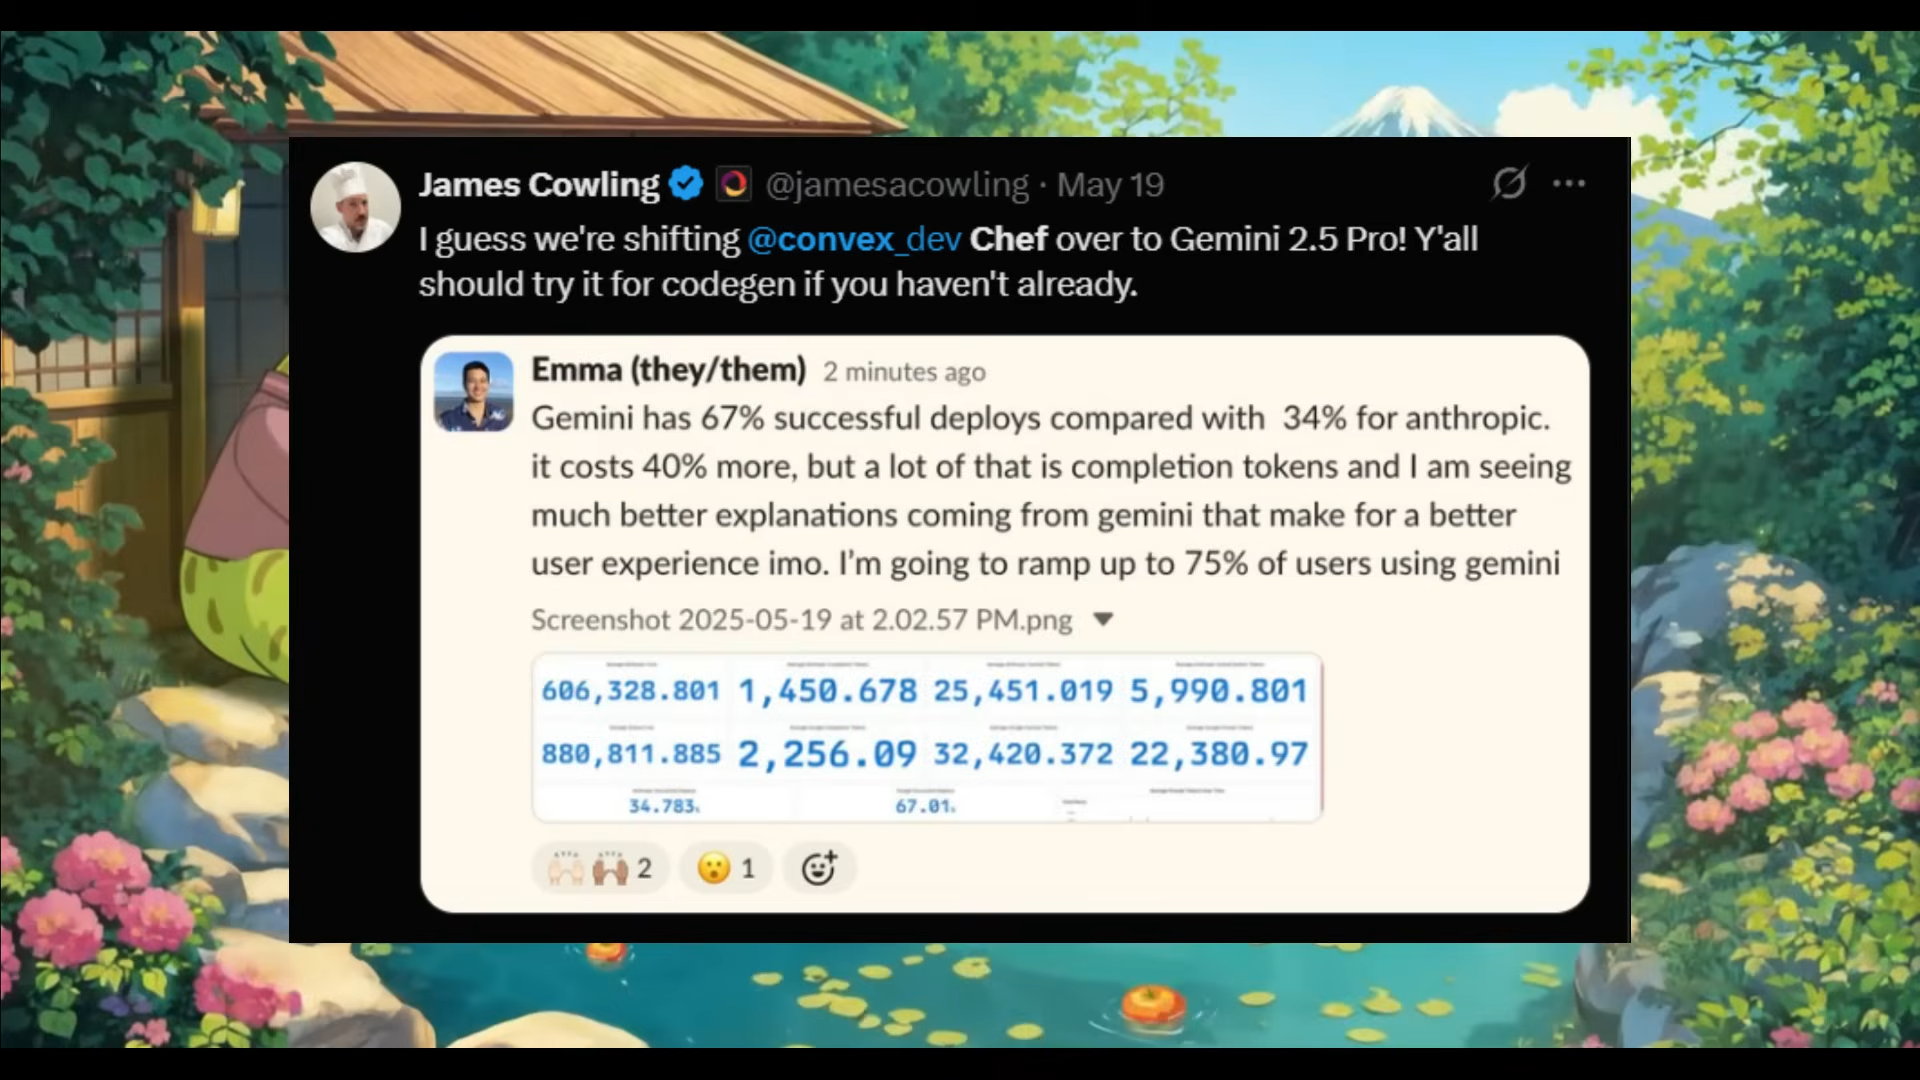 James Cowling @jamesacowling · May 19
I guess we're shifting @convex_dev Chef over to Gemini 2.5 Pro! Y'all
should try it for codegen if you haven't already.
Emma (they/them) 2 minutes ago
Gemini has 67% successful deploys compared with 34% for anthropic.
it costs 40% more, but a lot of that is completion tokens and I am seeing
much better explanations coming from gemini that make for a better
user experience imo. I’m going to ramp up to 75% of users using gemini
Screenshot 2025-05-19 at 2.02.57 PM.png
606,328.801 1,450.678 25,451.019 5,990.801
880,811.885 2,256.09 32,420.372 22,380.97
34.783% 67.01%
2 1